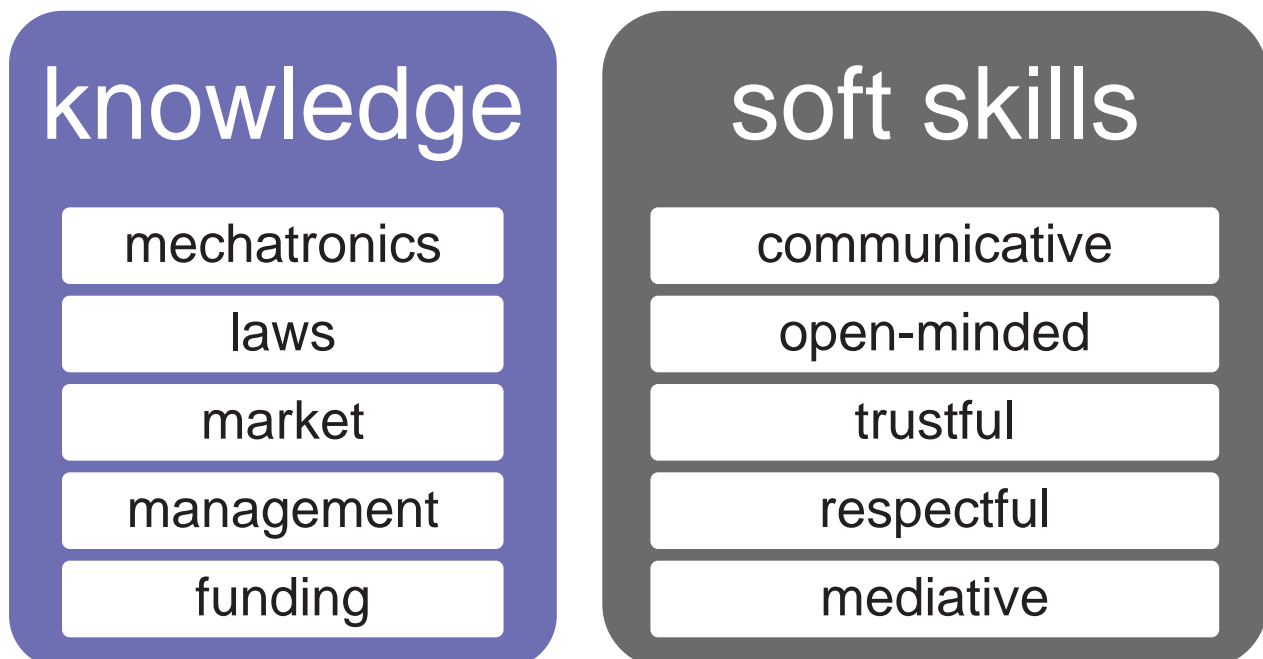 knowledge
mechatronics
laws
market
management
funding
soft skills
communicative
open-minded
trustful
respectful
mediative